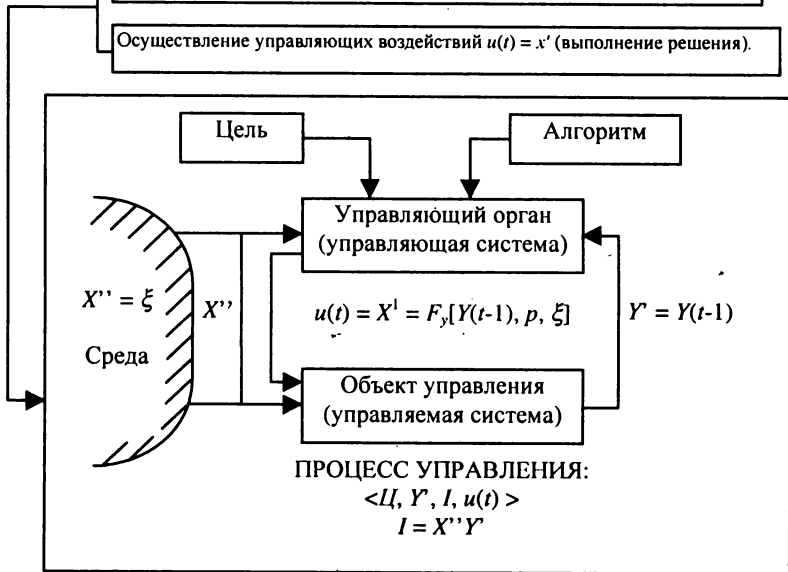 Осуществление управляющих воздействий u(t) = x' (выполнение решения).
Цель
Алгоритм
Управляющий орган
(управляющая система)
X'' = ξ
X''
u(t) = X¹ = Fᵧ[Y(t-1), p, ξ]
Y' = Y(t-1)
Среда
Объект управления
(управляемая система)
ПРОЦЕСС УПРАВЛЕНИЯ:
<Ц, Y', I, u(t) >
I = X''Y'